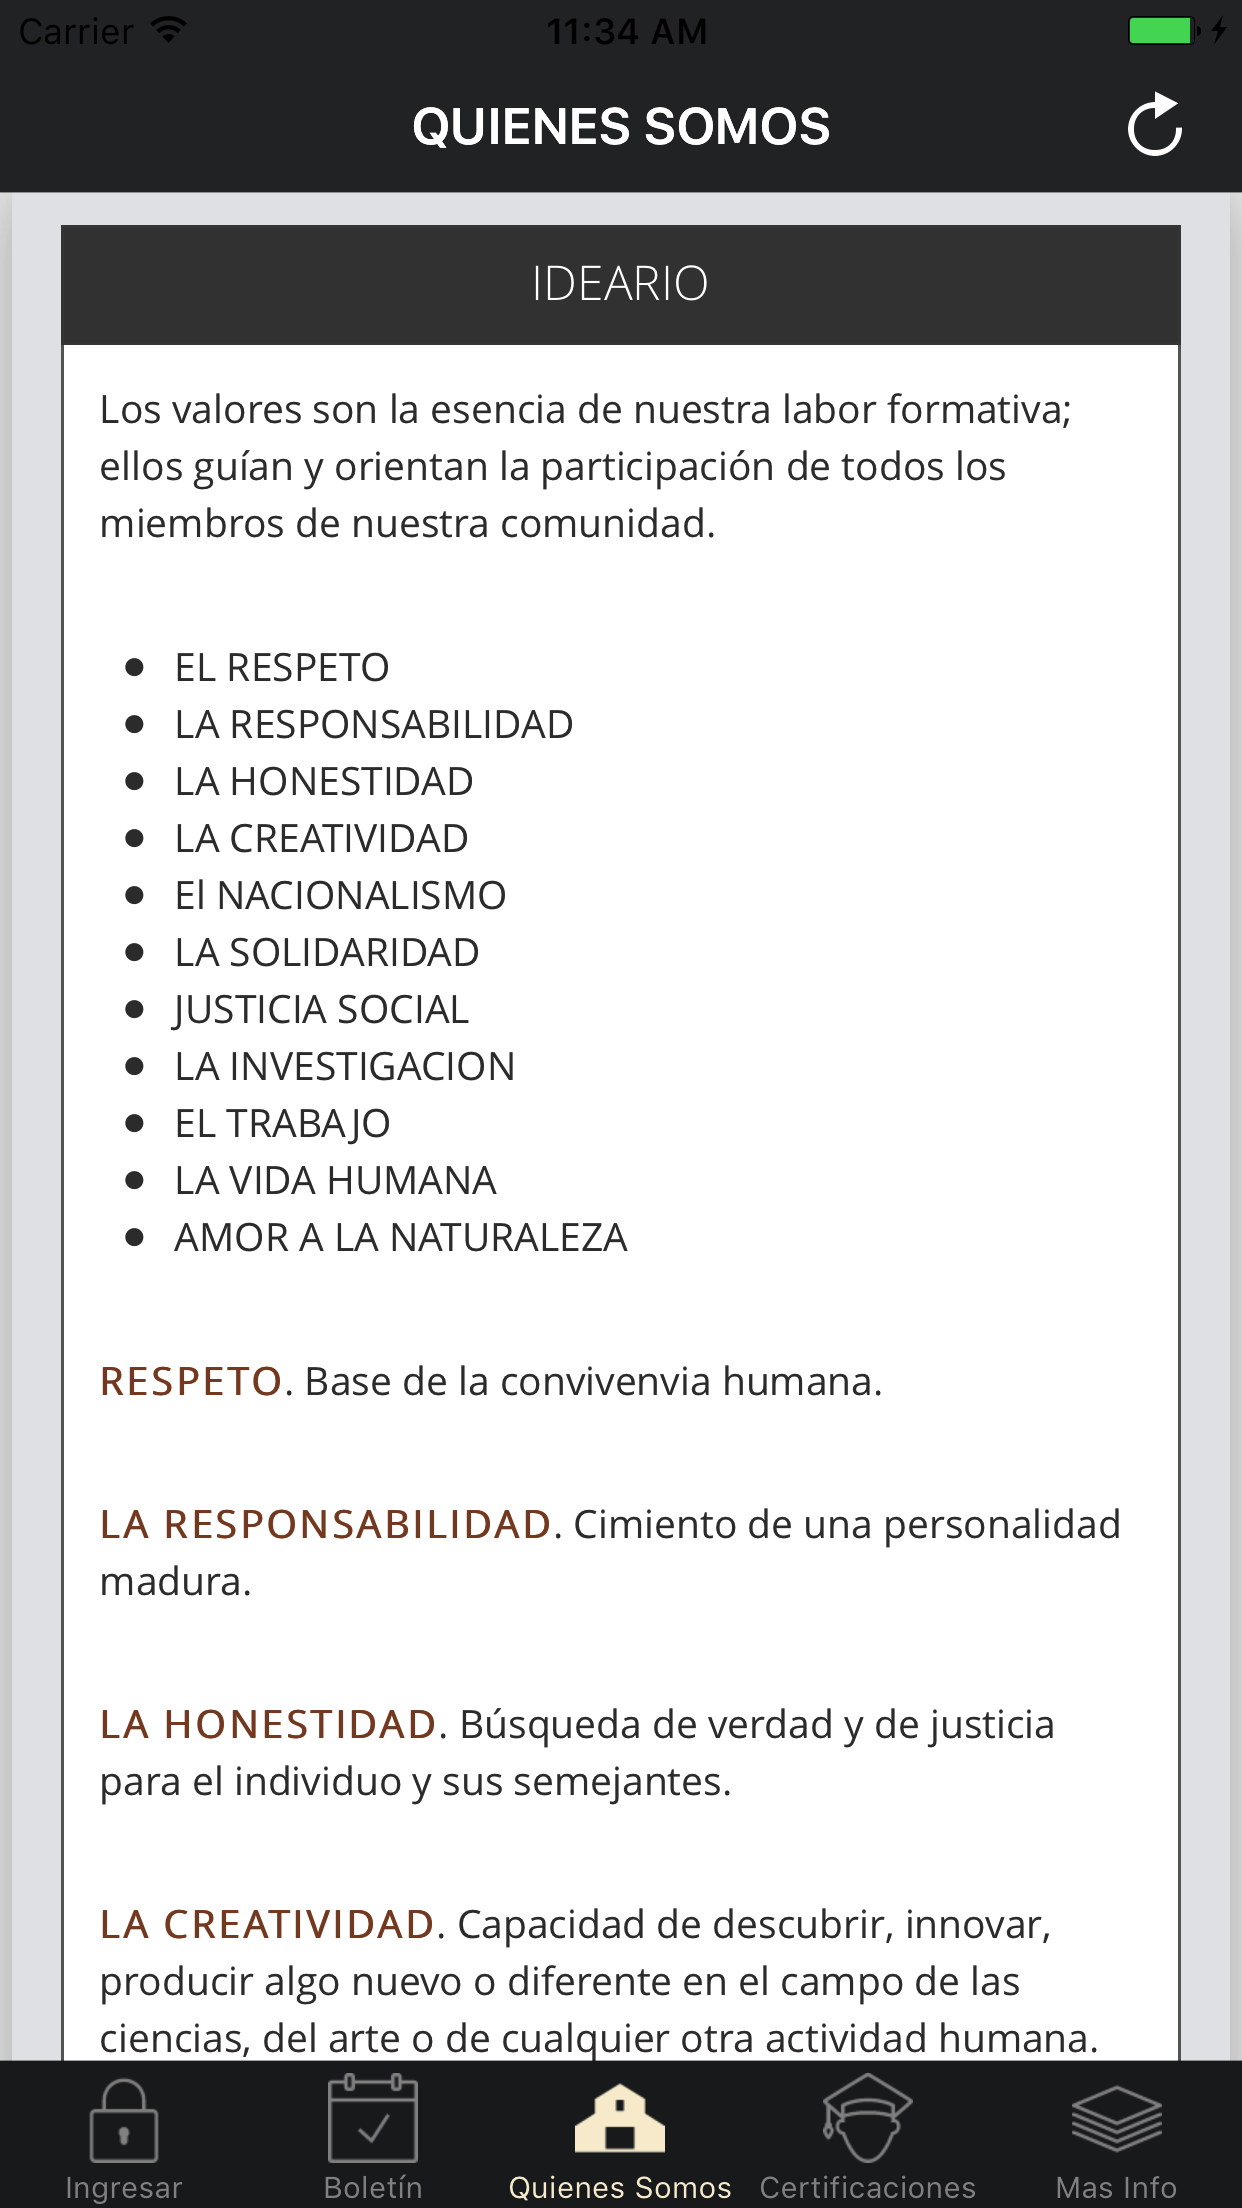 Carrier 11:34 AM
QUIENES SOMOS
IDEARIO
Los valores son la esencia de nuestra labor formativa;
ellos guían y orientan la participación de todos los
miembros de nuestra comunidad.
● EL RESPETO
● LA RESPONSABILIDAD
● LA HONESTIDAD
● LA CREATIVIDAD
● El NACIONALISMO
● LA SOLIDARIDAD
● JUSTICIA SOCIAL
● LA INVESTIGACION
● EL TRABAJO
● LA VIDA HUMANA
● AMOR A LA NATURALEZA
RESPETO. Base de la convivenvia humana.
LA RESPONSABILIDAD. Cimiento de una personalidad
madura.
LA HONESTIDAD. Búsqueda de verdad y de justicia
para el individuo y sus semejantes.
LA CREATIVIDAD. Capacidad de descubrir, innovar,
producir algo nuevo o diferente en el campo de las
ciencias, del arte o de cualquier otra actividad humana.
Ingresar Boletín Quienes Somos Certificaciones Mas Info